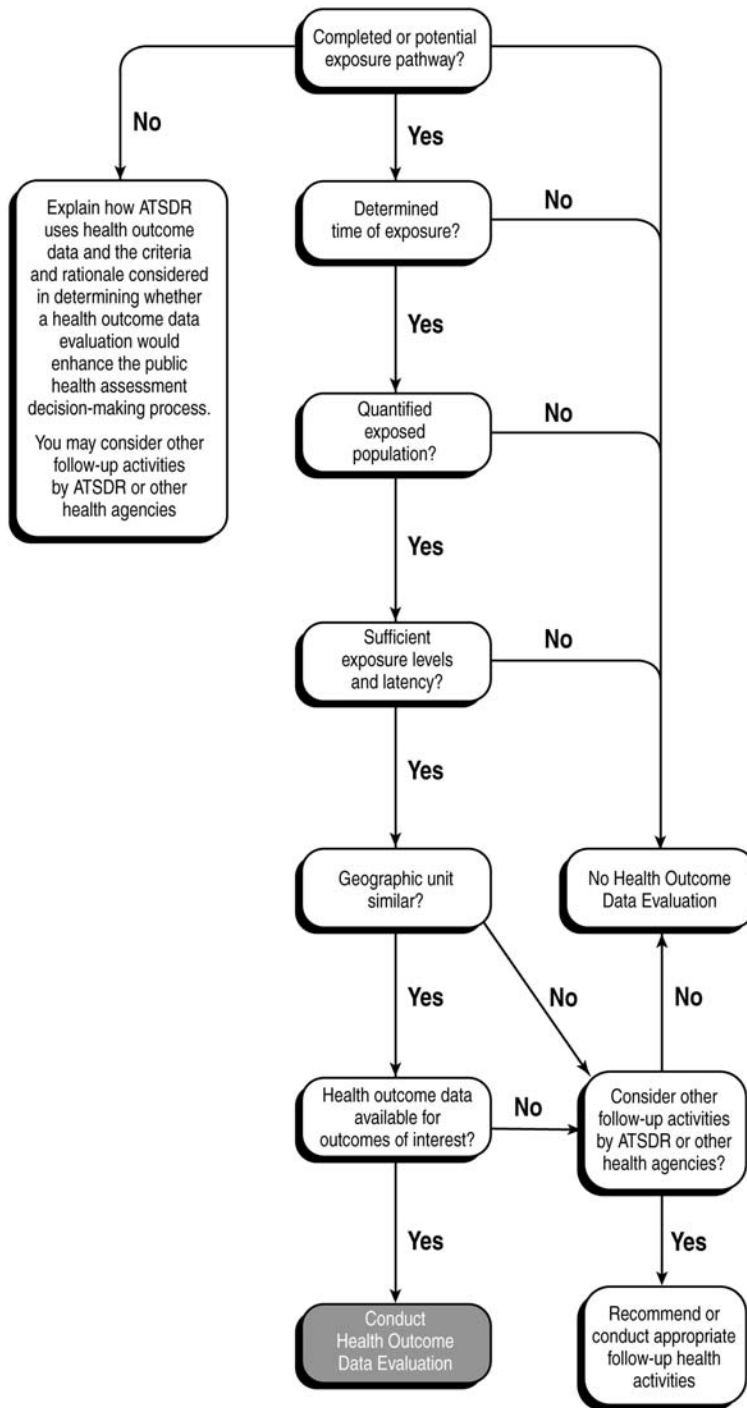 Completed or potential
exposure pathway?
No
Yes
Explain how ATSDR
uses health outcome
data and the criteria
and rationale considered
in determining whether
a health outcome data
evaluation would
enhance the public
health assessment
decision-making process.
You may consider other
follow-up activities
by ATSDR or other
health agencies
Determined
time of exposure?
No
Yes
Quantified
exposed
population?
No
Yes
Sufficient
exposure levels
and latency?
No
Yes
Geographic unit
similar?
No Health Outcome
Data Evaluation
Yes
No
No
Health outcome data
available for
outcomes of interest?
No
Consider other
follow-up activities
by ATSDR or other
health agencies?
Yes
Yes
Conduct
Health Outcome
Data Evaluation
Recommend or
conduct appropriate
follow-up health
activities